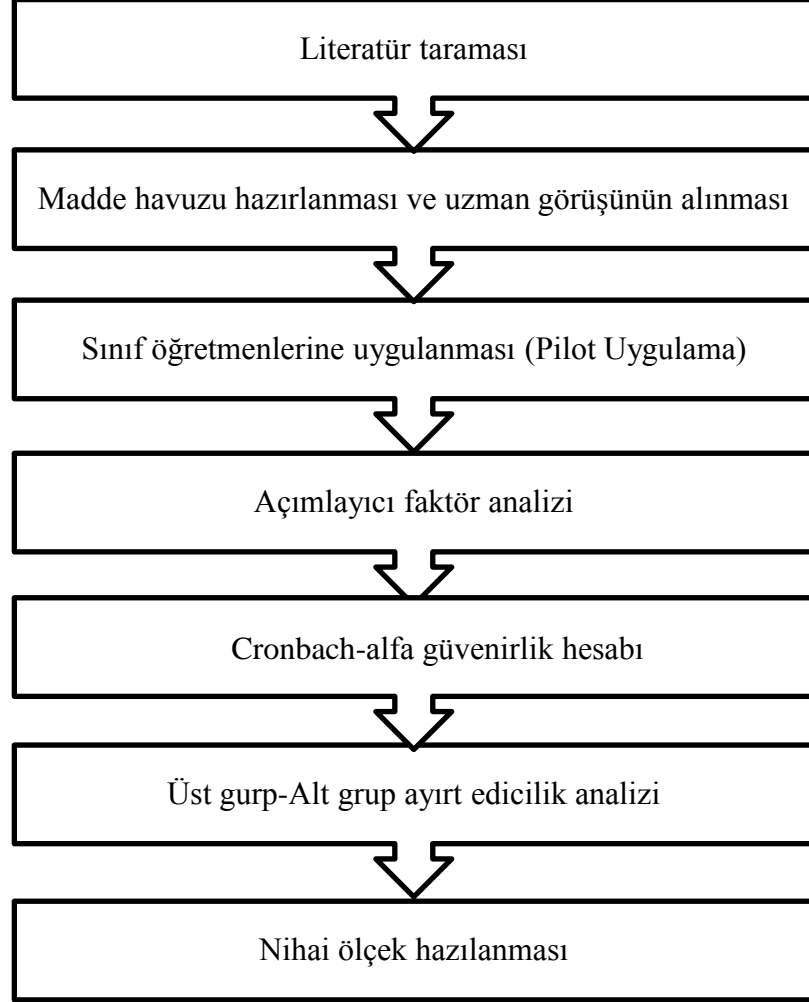 Literatür taraması
Madde havuzu hazırlanması ve uzman görüşünün alınması
Sınıf öğretmenlerine uygulanması (Pilot Uygulama)
Açımlayıcı faktör analizi
Cronbach-alfa güvenirlik hesabı
Üst gurp-Alt grup ayırt edicilik analizi
Nihai ölçek hazılanması